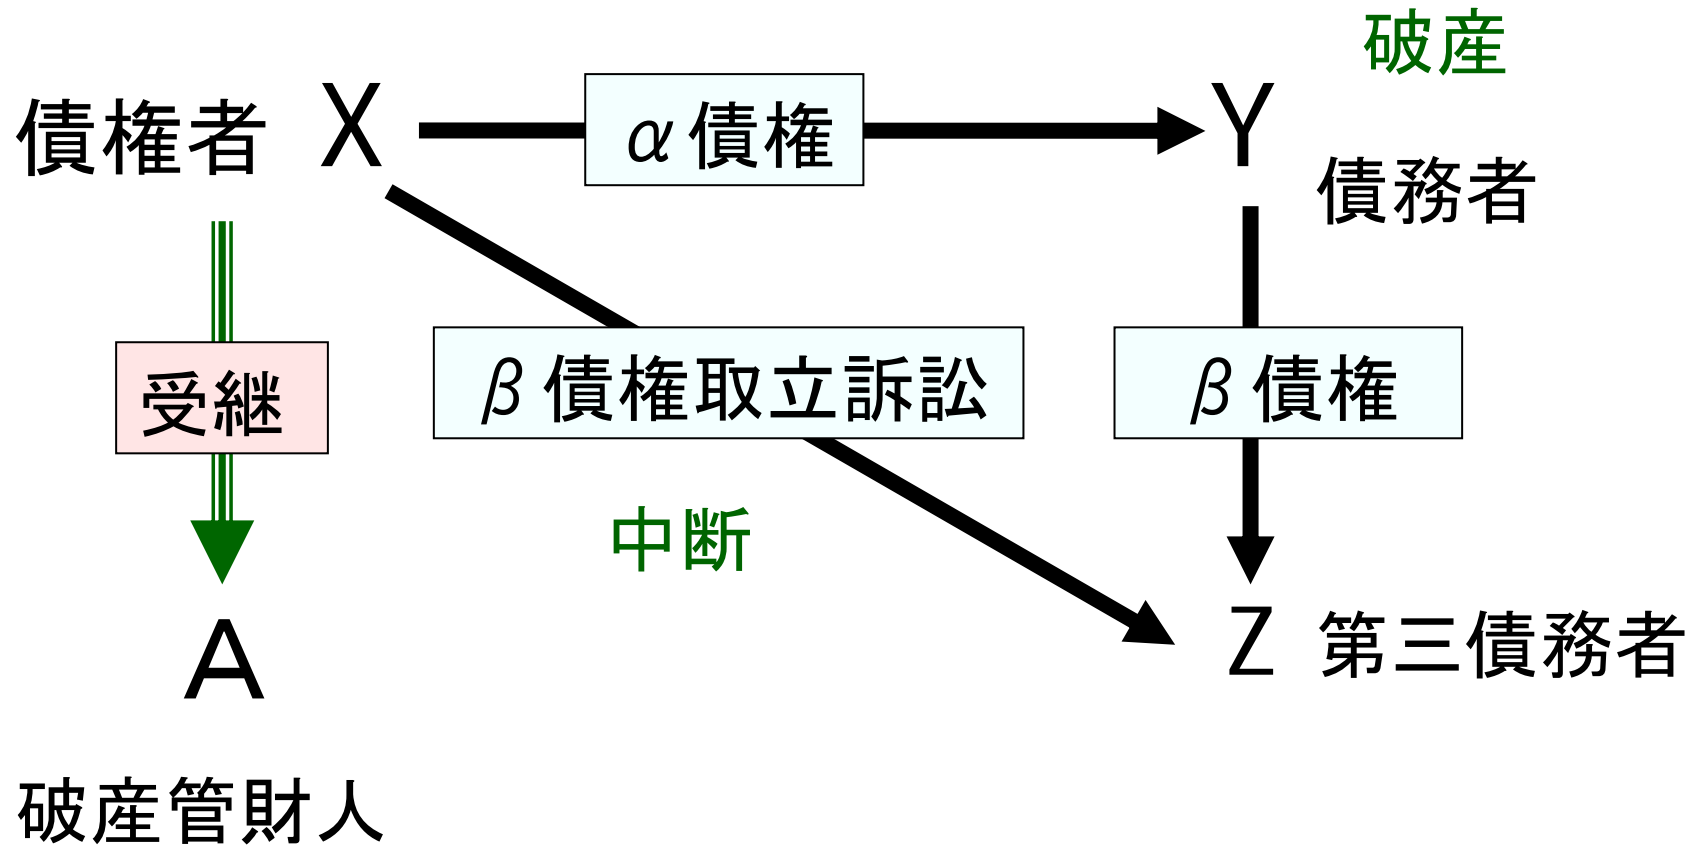 破産
債権者 X
α債権
Y
債務者
受継
β債権取立訴訟
β債権
中断
A
Z 第三債務者
破産管財人